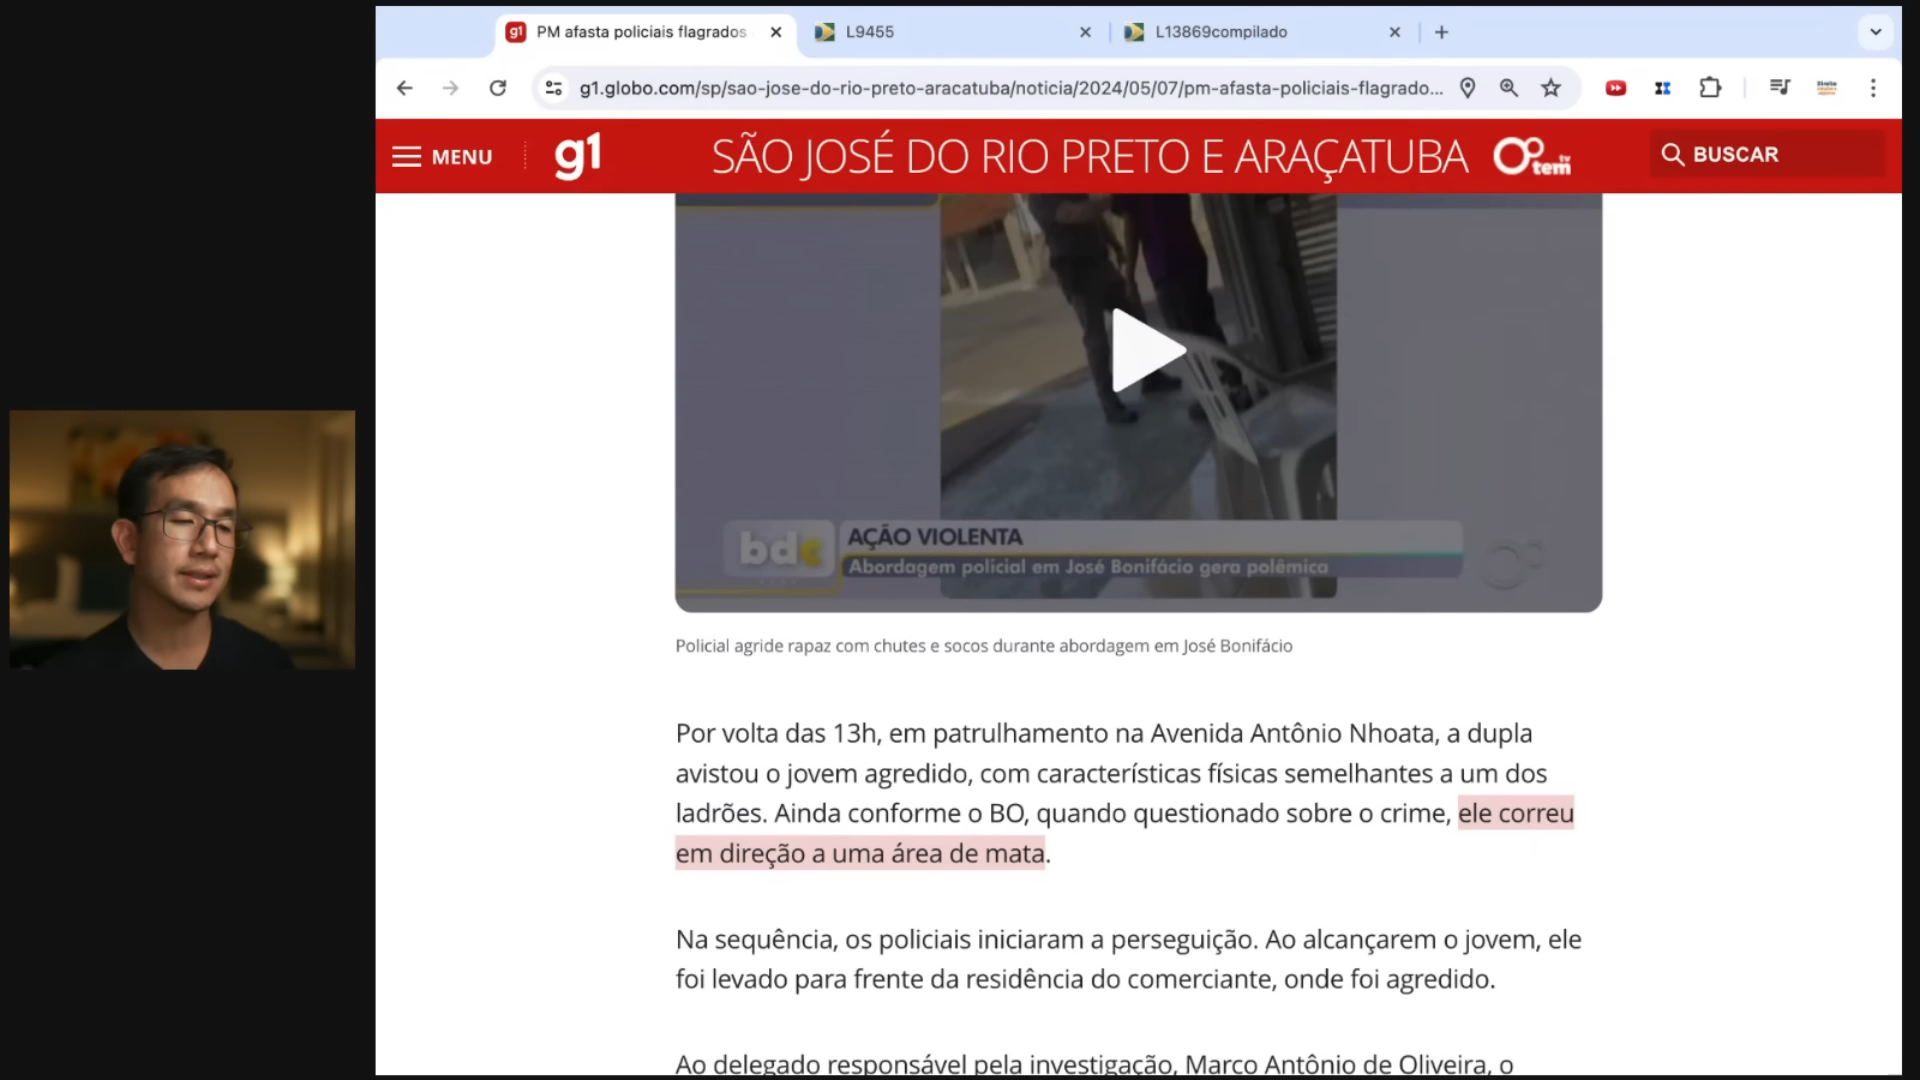 g1 PM afasta policiais flagrados
L9455
L13869compilado
g1.globo.com/sp/sao-jose-do-rio-preto-aracatuba/noticia/2024/05/07/pm-afasta-policiais-flagrado...
MENU
g1
SÃO JOSÉ DO RIO PRETO E ARAÇATUBA
tv tem
BUSCAR
bdc
AÇÃO VIOLENTA
Abordagem policial em José Bonifácio gera polêmica
Policial agride rapaz com chutes e socos durante abordagem em José Bonifácio
Por volta das 13h, em patrulhamento na Avenida Antônio Nhoata, a dupla
avistou o jovem agredido, com características físicas semelhantes a um dos
ladrões. Ainda conforme o BO, quando questionado sobre o crime, ele correu
em direção a uma área de mata.
Na sequência, os policiais iniciaram a perseguição. Ao alcançarem o jovem, ele
foi levado para frente da residência do comerciante, onde foi agredido.
Ao delegado responsável pela investigação, Marco Antônio de Oliveira, o